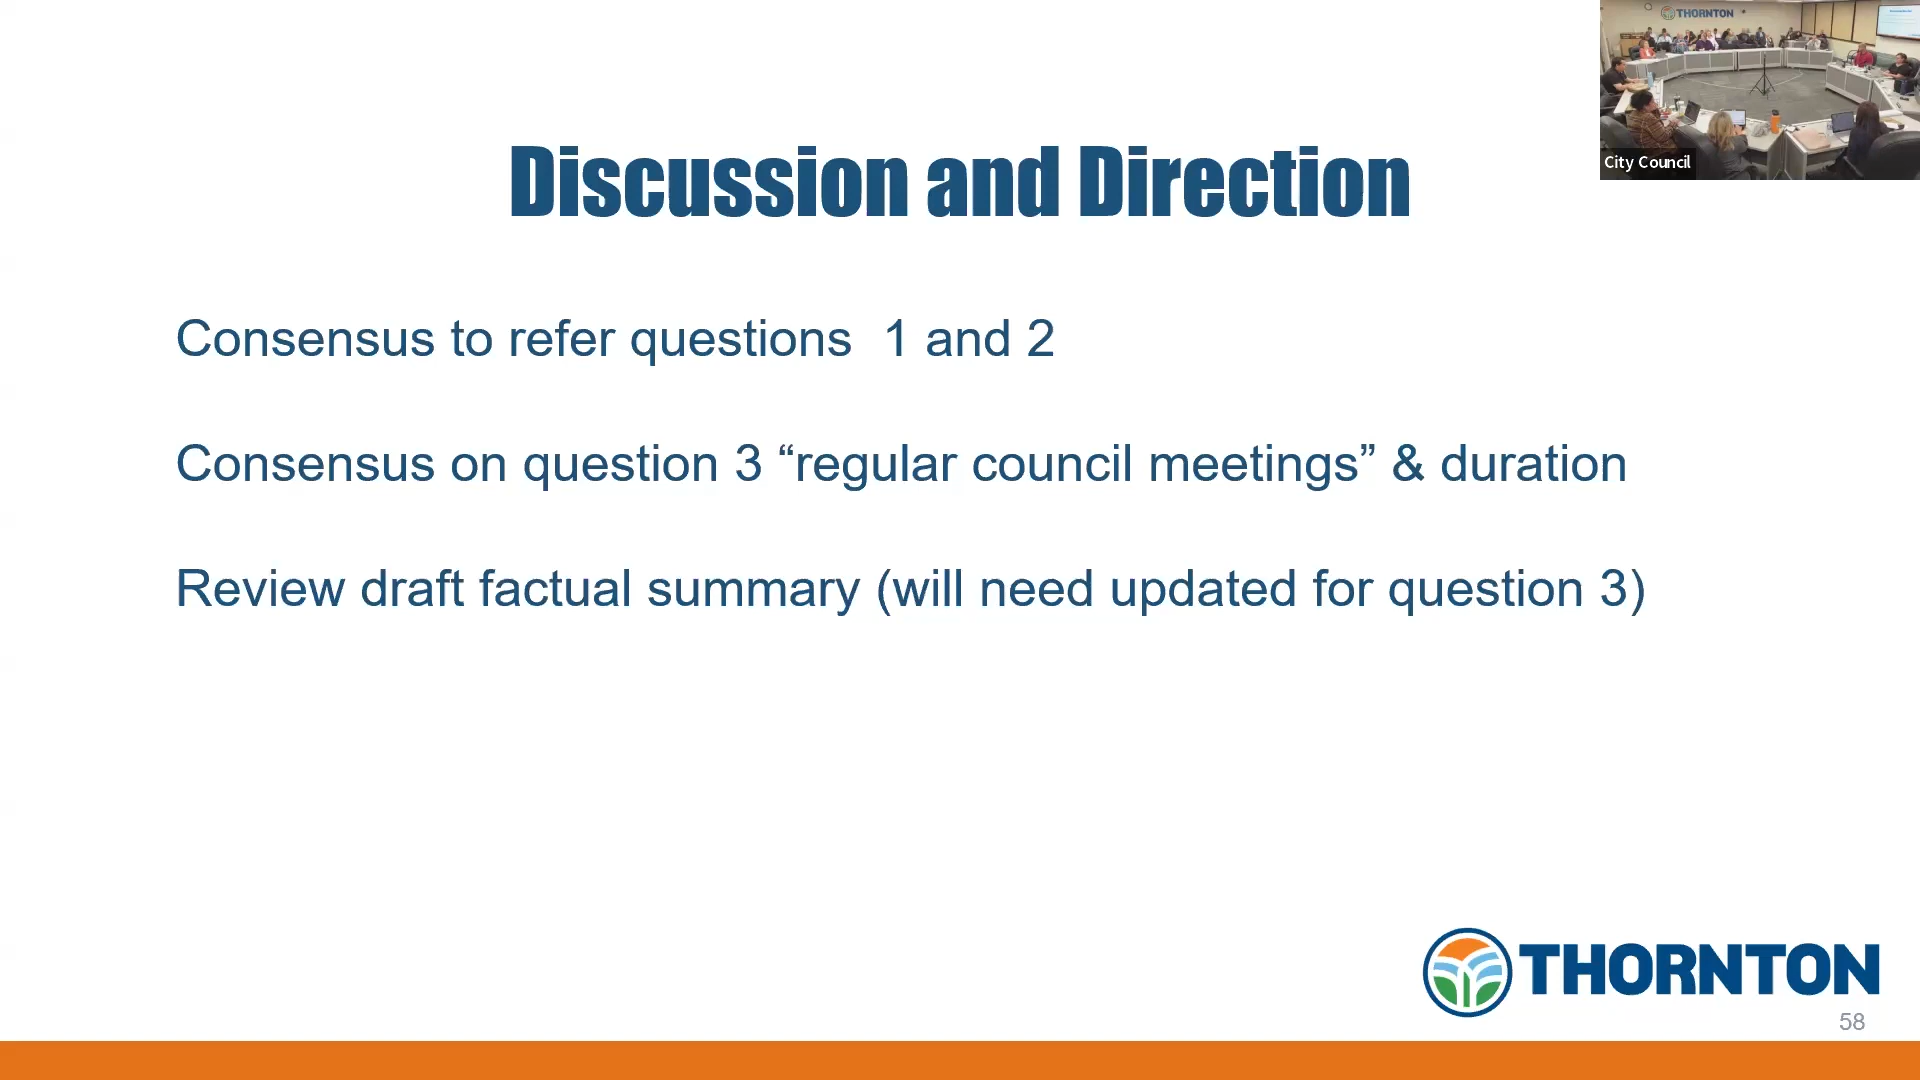 THORNTON
City Council
Discussion and Direction
Consensus to refer questions  1 and 2
Consensus on question 3 “regular council meetings” & duration
Review draft factual summary (will need updated for question 3)
THORNTON
58